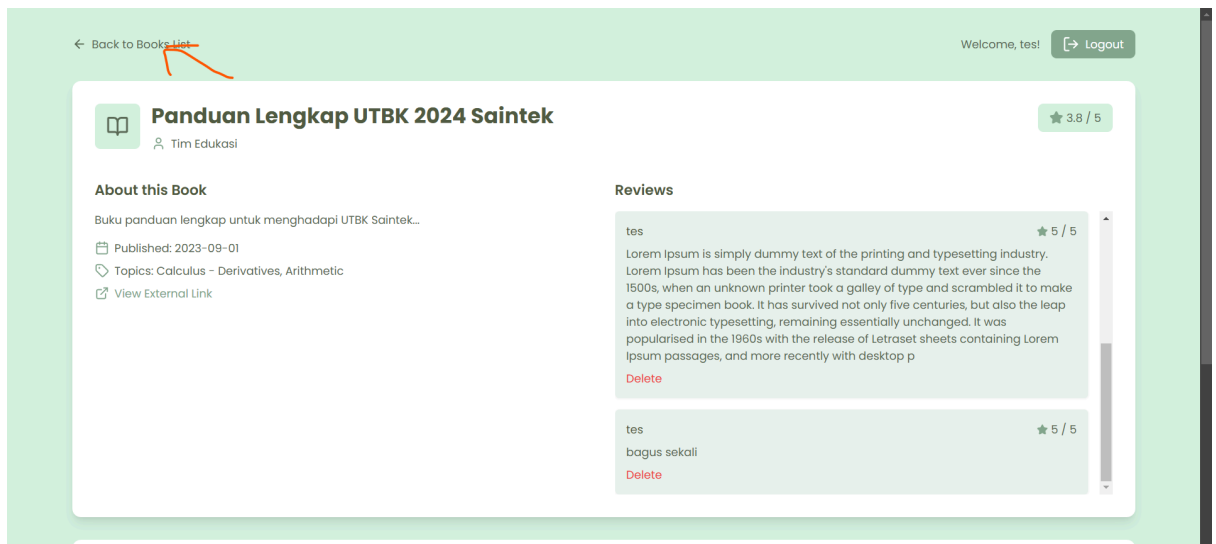 Back to Books List
Welcome, tes!
Logout
Panduan Lengkap UTBK 2024 Saintek
Tim Edukasi
3.8 / 5
About this Book
Buku panduan lengkap untuk menghadapi UTBK Saintek...
Published: 2023-09-01
Topics: Calculus - Derivatives, Arithmetic
View External Link
Reviews
tes
5 / 5
Lorem Ipsum is simply dummy text of the printing and typesetting industry.
Lorem Ipsum has been the industry's standard dummy text ever since the
1500s, when an unknown printer took a galley of type and scrambled it to make
a type specimen book. It has survived not only five centuries, but also the leap
into electronic typesetting, remaining essentially unchanged. It was
popularised in the 1960s with the release of Letraset sheets containing Lorem
Ipsum passages, and more recently with desktop p
Delete
tes
5 / 5
bagus sekali
Delete